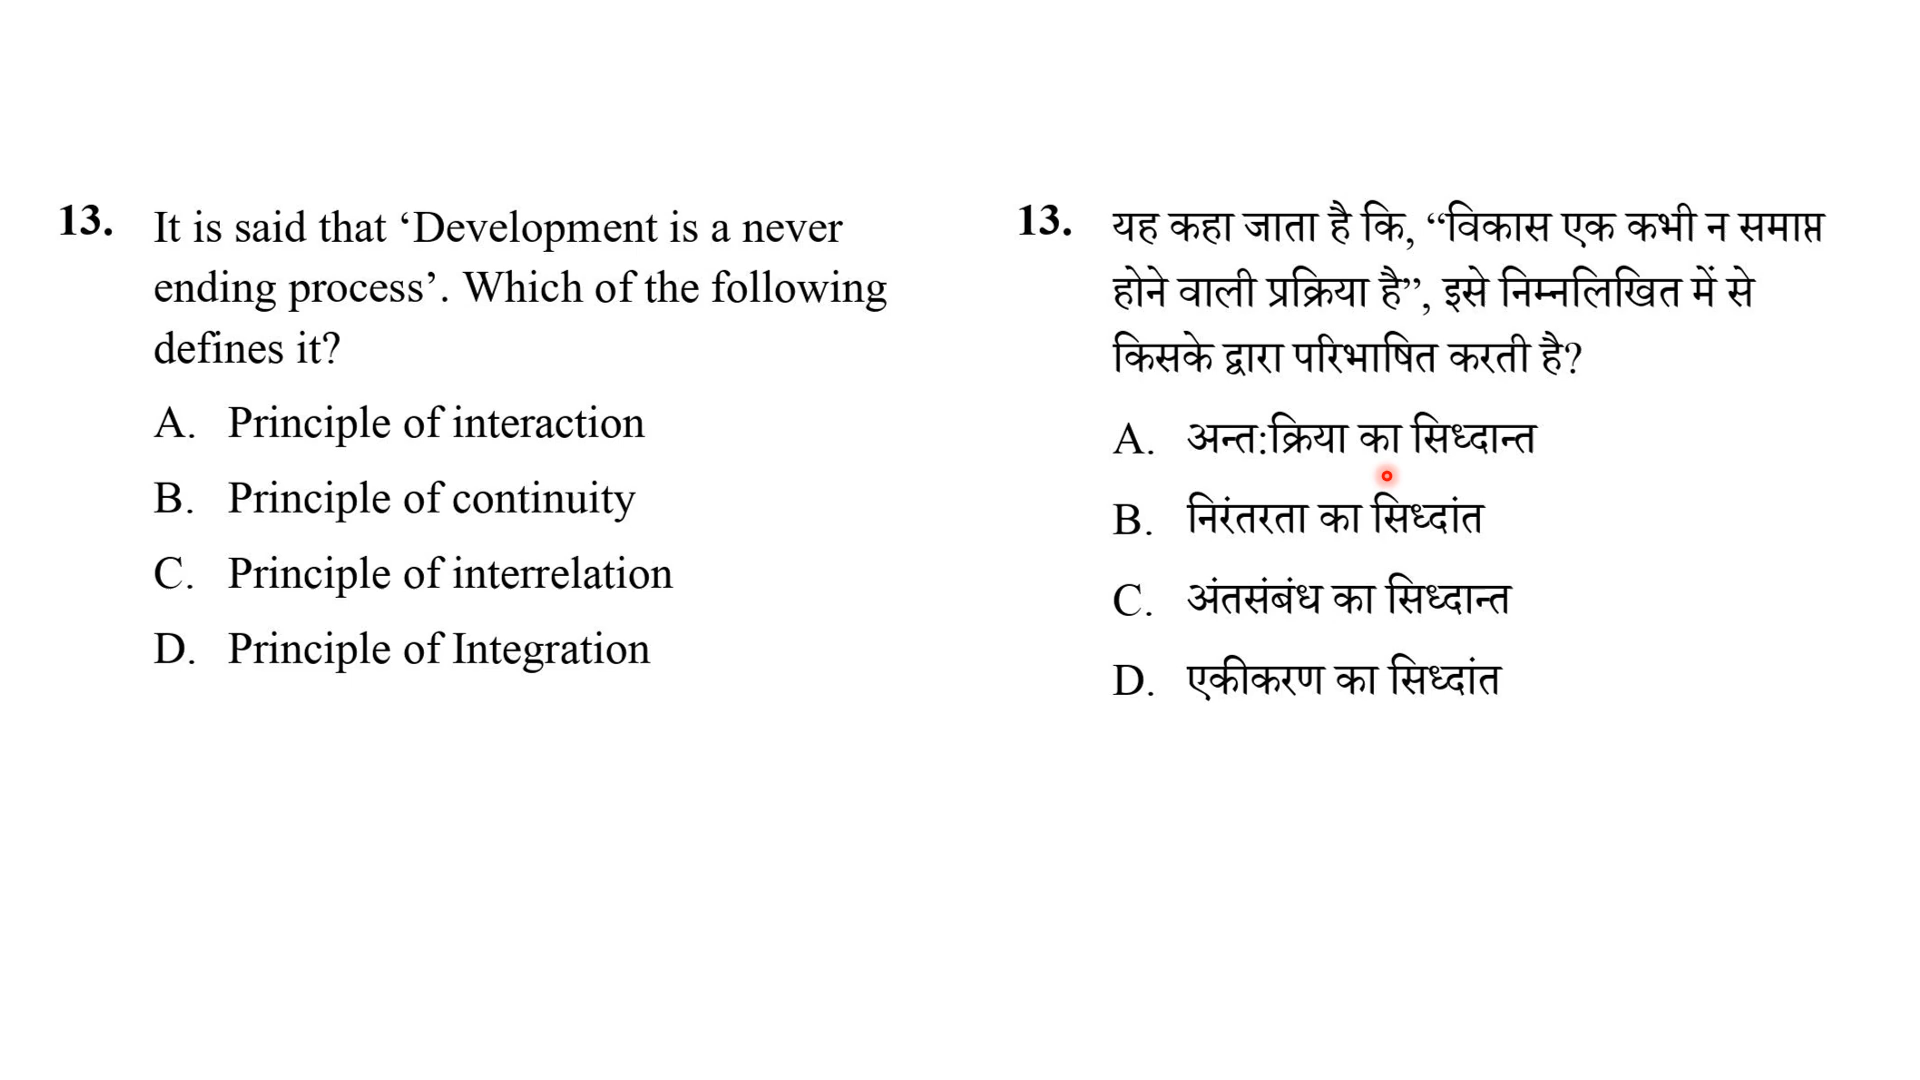 13. It is said that ‘Development is a never
ending process’. Which of the following
defines it?
A. Principle of interaction
B. Principle of continuity
C. Principle of interrelation
D. Principle of Integration
13. यह कहा जाता है कि, “विकास एक कभी न समाप्त
होने वाली प्रक्रिया है”, इसे निम्नलिखित में से
किसके द्वारा परिभाषित करती है?
A. अन्त:क्रिया का सिध्दान्त
B. निरंतरता का सिध्दांत
C. अंतसंबंध का सिध्दान्त
D. एकीकरण का सिध्दांत